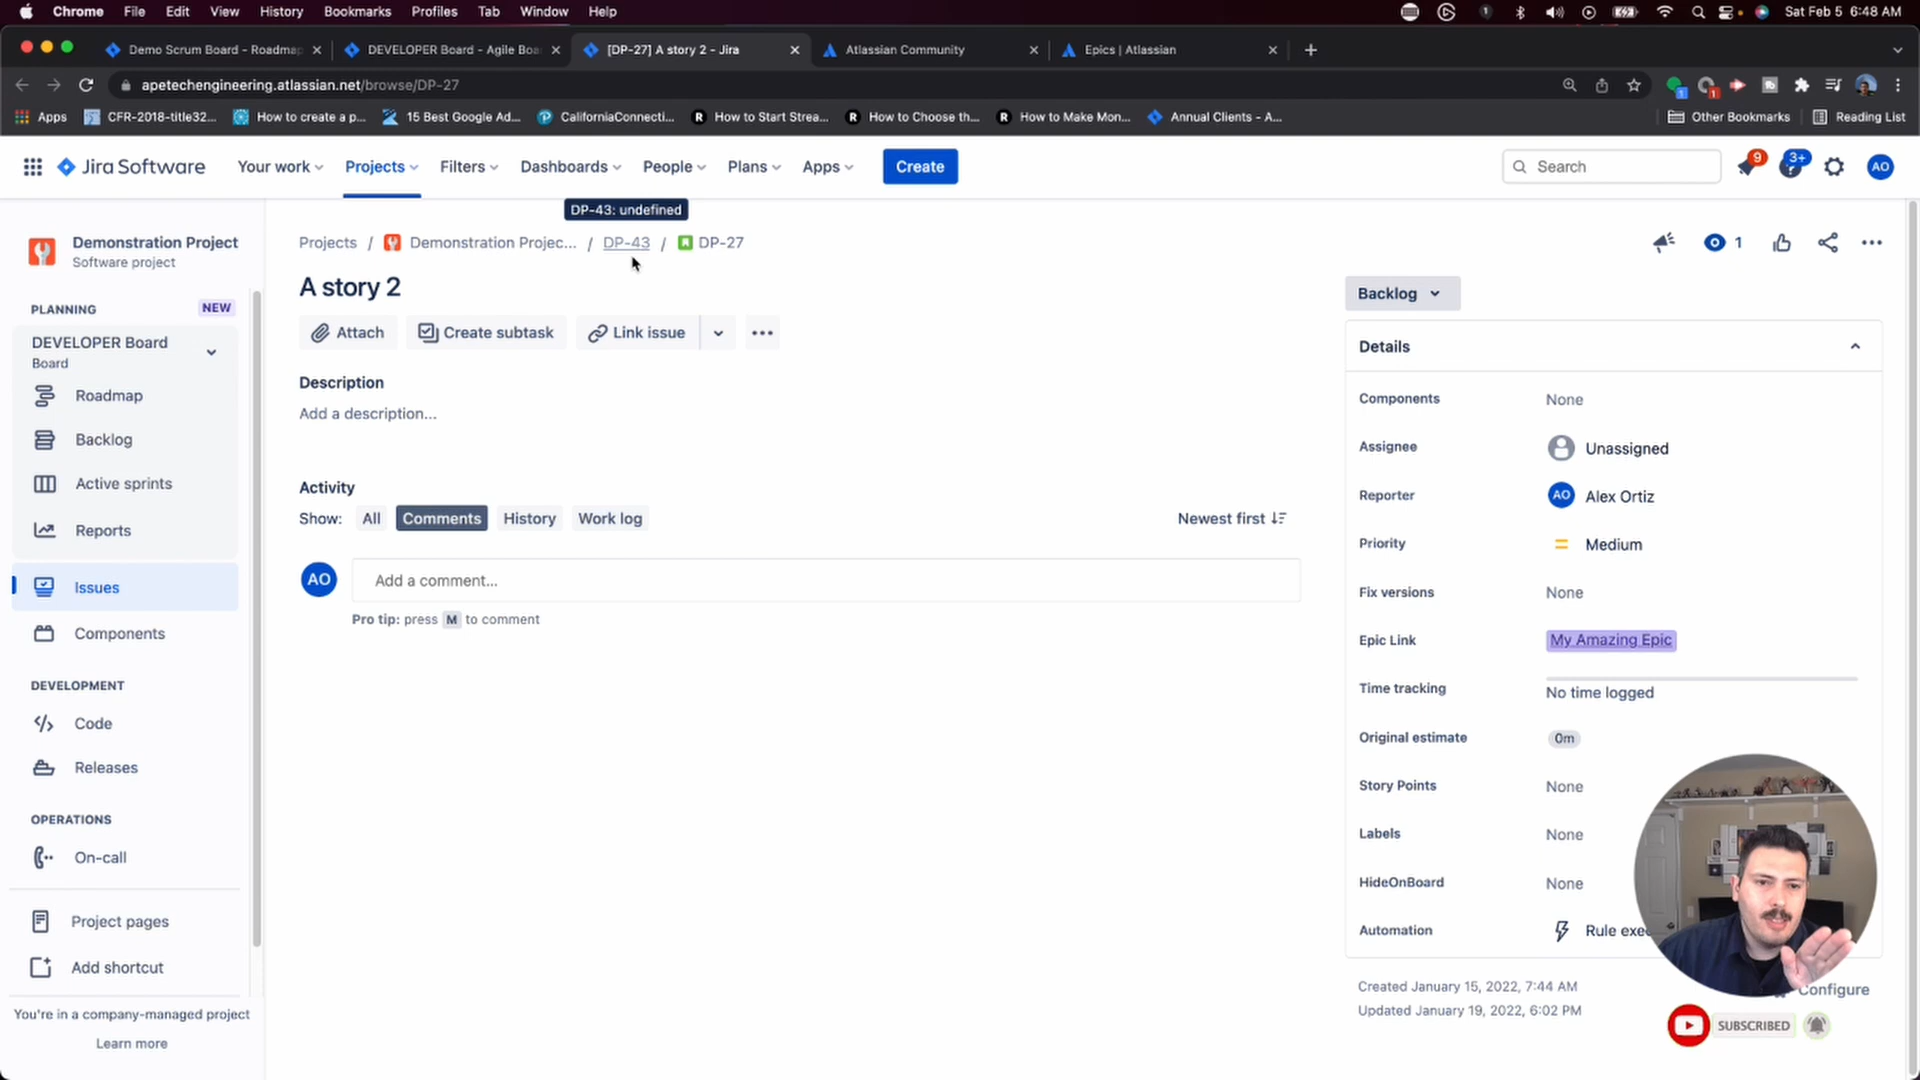 Chrome File Edit View History Bookmarks Profiles Tab Window Help
1
Sat Feb 5 6:48 AM
Demo Scrum Board - Roadmap
DEVELOPER Board - Agile Boa
[DP-27] A story 2 - Jira
Atlassian Community
Epics | Atlassian
apetechengineering.atlassian.net/browse/DP-27
1
1
Apps
CFR-2018-title32...
How to create a p...
15 Best Google Ad...
CaliforniaConnecti...
How to Start Strea...
How to Choose th...
How to Make Mon...
Annual Clients - A...
Other Bookmarks
Reading List
Jira Software
Your work
Projects
Filters
Dashboards
People
Plans
Apps
Create
Search
9
3+
AO
DP-43: undefined
Demonstration Project
Software project
Projects / Demonstration Projec... / DP-43 / DP-27
1
A story 2
Backlog
Attach
Create subtask
Link issue
PLANNING
NEW
DEVELOPER Board
Board
Roadmap
Backlog
Active sprints
Reports
Issues
Components
DEVELOPMENT
Code
Releases
OPERATIONS
On-call
Project pages
Add shortcut
You're in a company-managed project
Learn more
Description
Add a description...
Activity
Show:
All
Comments
History
Work log
Newest first
AO
Add a comment...
Pro tip: press M to comment
Details
Components
None
Assignee
Unassigned
Reporter
AO
Alex Ortiz
Priority
Medium
Fix versions
None
Epic Link
My Amazing Epic
Time tracking
No time logged
Original estimate
0m
Story Points
None
Labels
None
HideOnBoard
None
Automation
Rule exe
Created January 15, 2022, 7:44 AM
Configure
Updated January 19, 2022, 6:02 PM
SUBSCRIBED